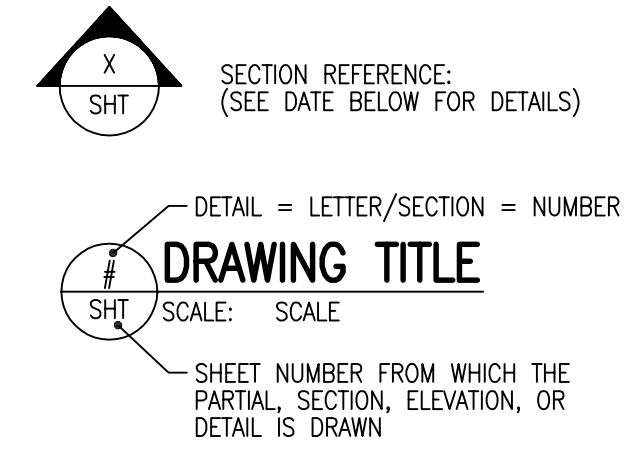 X
SHT
SECTION REFERENCE:
(SEE DATE BELOW FOR DETAILS)
DETAIL = LETTER/SECTION = NUMBER
#
DRAWING TITLE
SHT
SCALE: SCALE
SHEET NUMBER FROM WHICH THE
PARTIAL, SECTION, ELEVATION, OR
DETAIL IS DRAWN